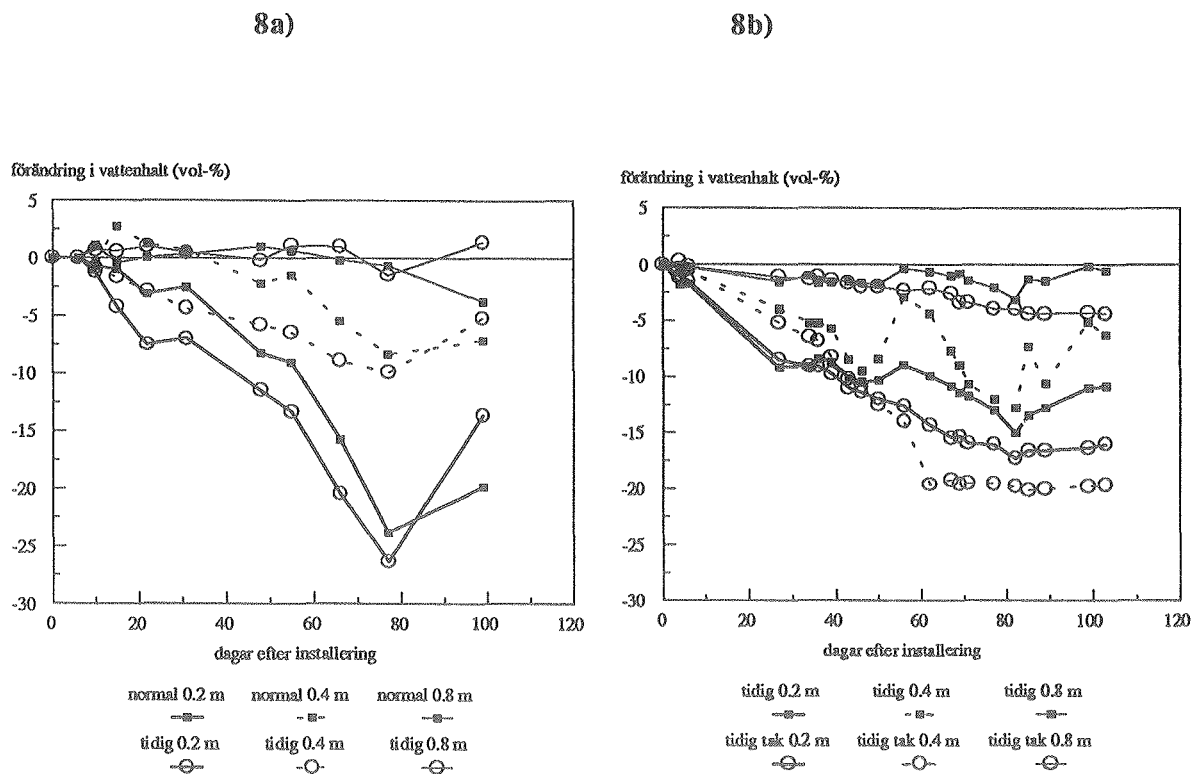 8a)
8b)
förändring i vattenhalt (vol-%)
5
0
-5
-10
-15
-20
-25
-30
0 20 40 60 80 100 120
dagar efter installering
normal 0.2 m normal 0.4 m normal 0.8 m
tidig 0.2 m tidig 0.4 m tidig 0.8 m
förändring i vattenhalt (vol-%)
5
0
-5
-10
-15
-20
-25
-30
0 20 40 60 80 100 120
dagar efter installering
tidig 0.2 m tidig 0.4 m tidig 0.8 m
tidig tak 0.2 m tidig tak 0.4 m tidig tak 0.8 m